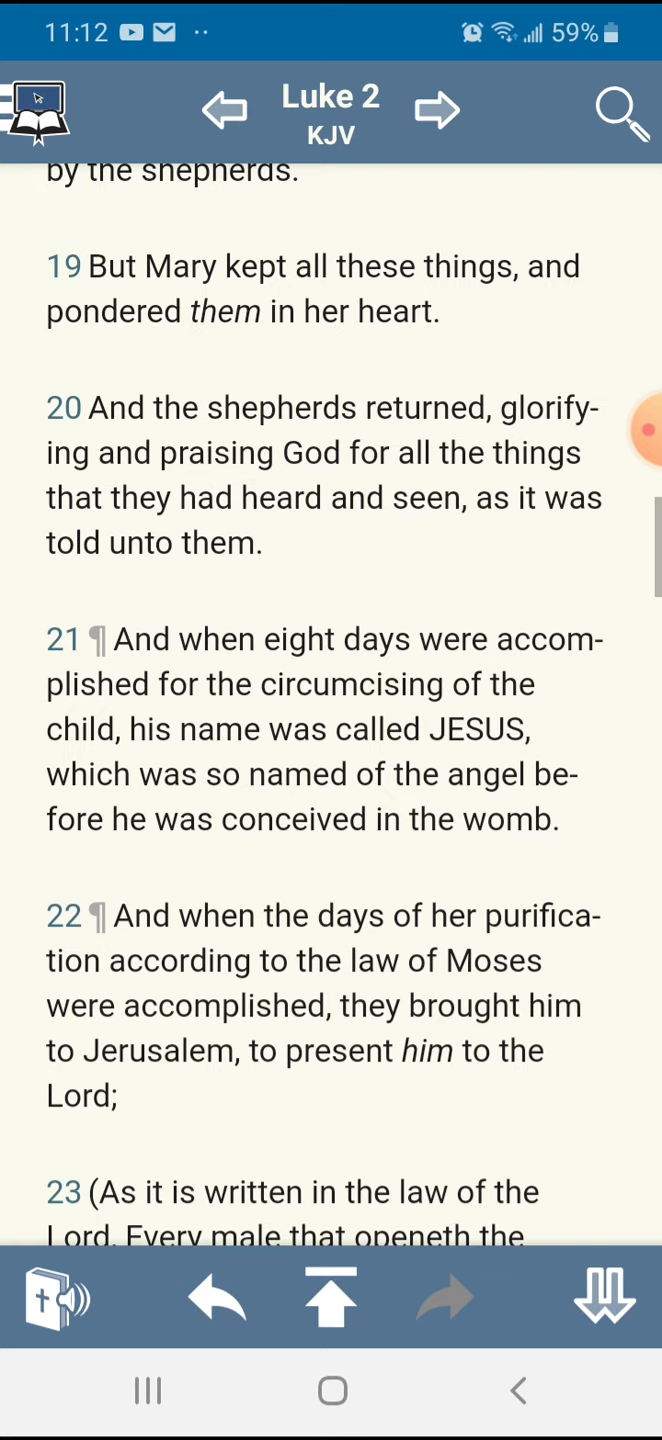 11:12
59%
Luke 2
KJV
by the shepherds.
19 But Mary kept all these things, and
pondered them in her heart.
20 And the shepherds returned, glorify-
ing and praising God for all the things
that they had heard and seen, as it was
told unto them.
21 ¶ And when eight days were accom-
plished for the circumcising of the
child, his name was called JESUS,
which was so named of the angel be-
fore he was conceived in the womb.
22 ¶ And when the days of her purifica-
tion according to the law of Moses
were accomplished, they brought him
to Jerusalem, to present him to the
Lord;
23 (As it is written in the law of the
Lord, Every male that openeth the